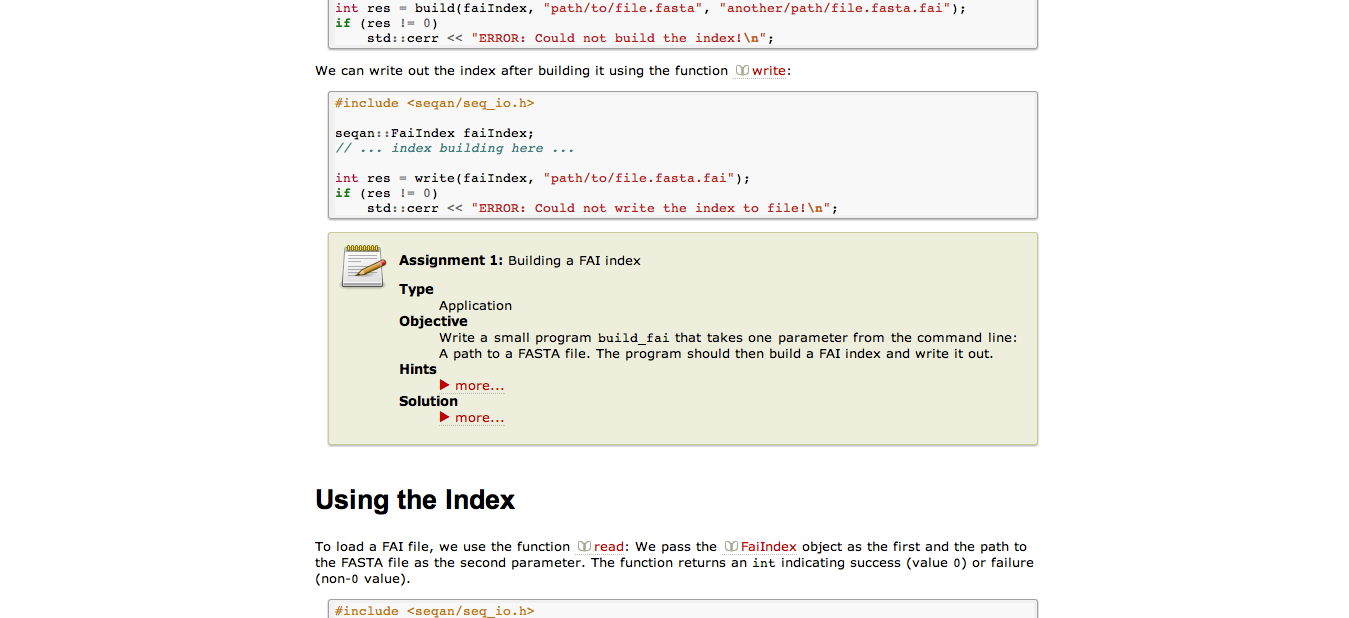 int res = build(faiIndex, "path/to/file.fasta", "another/path/file.fasta.fai");
if (res != 0)
    std::cerr << "ERROR: Could not build the index!\n";
We can write out the index after building it using the function write:
#include <seqan/seq_io.h>
seqan::FaiIndex faiIndex;
// ... index building here ...
int res = write(faiIndex, "path/to/file.fasta.fai");
if (res != 0)
    std::cerr << "ERROR: Could not write the index to file!\n";
Assignment 1: Building a FAI index
Type
Application
Objective
Write a small program build_fai that takes one parameter from the command line:
A path to a FASTA file. The program should then build a FAI index and write it out.
Hints
more...
Solution
more...
Using the Index
To load a FAI file, we use the function read: We pass the FaiIndex object as the first and the path to
the FASTA file as the second parameter. The function returns an int indicating success (value 0) or failure
(non-0 value).
#include <seqan/seq_io.h>